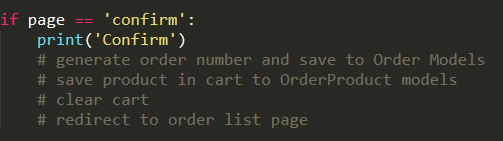 if page == 'confirm':
    print('Confirm')
    # generate order number and save to Order Models
    # save product in cart to OrderProduct models
    # clear cart
    # redirect to order list page